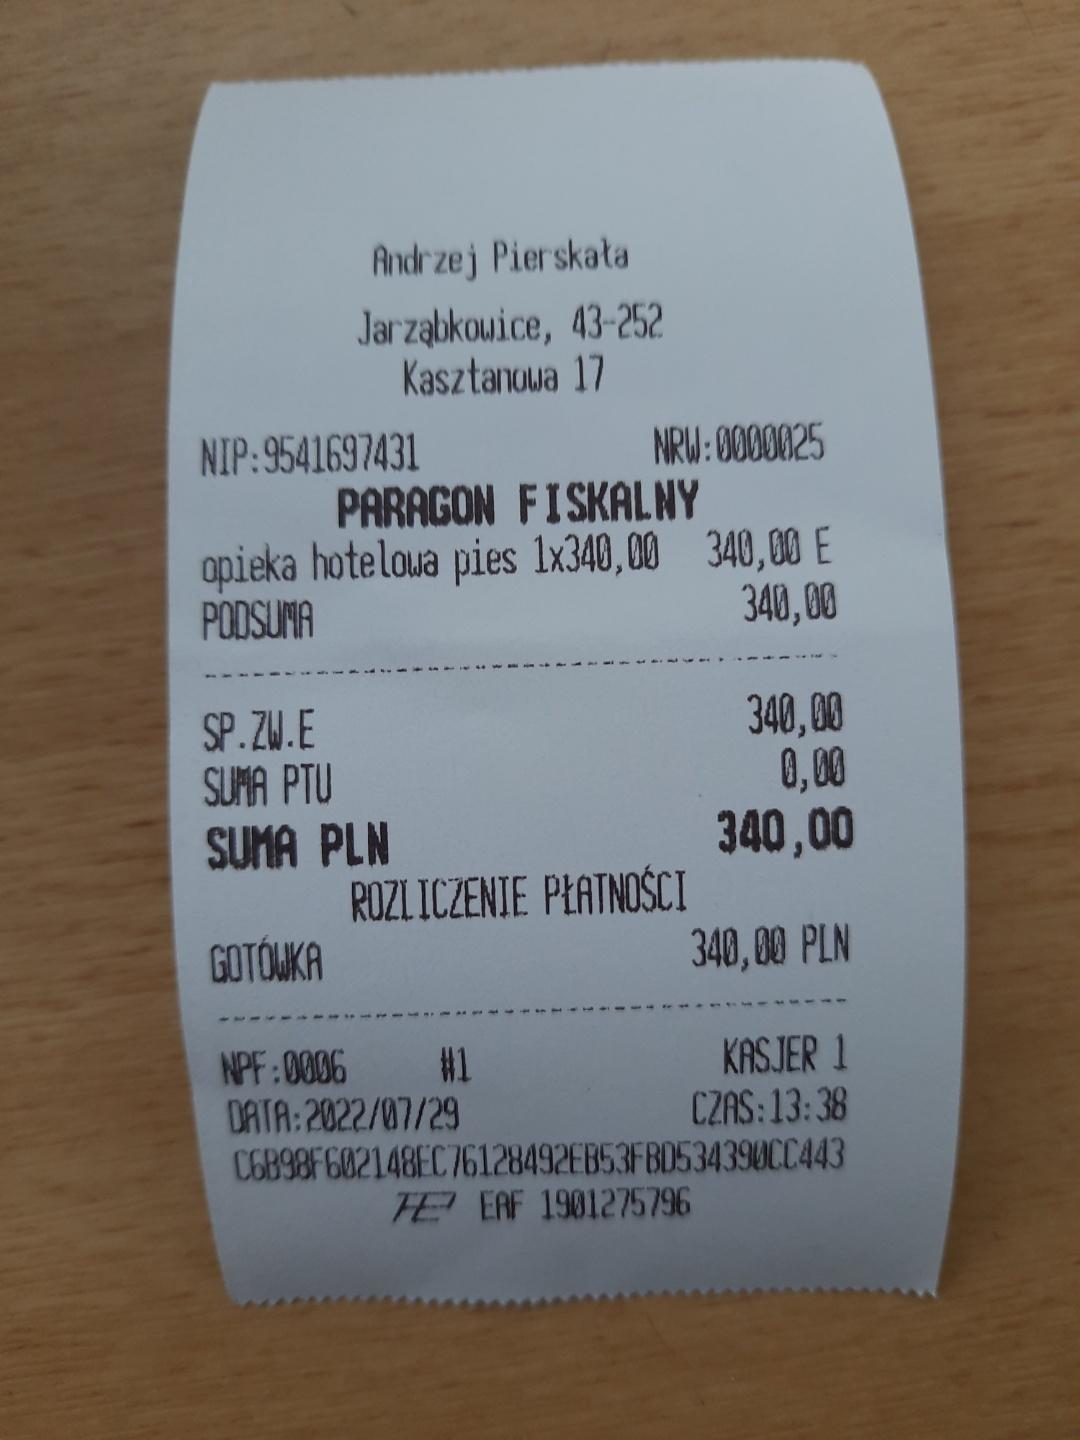 Andrzej Pierskała
Jarząbkowice, 43-252
Kasztanowa 17
NIP:9541697431 NRW:0000025
PARAGON FISKALNY
opieka hotelowa pies 1x340,00 340,00 E
PODSUMA 340,00
SP.ZW.E 340,00
SUMA PTU 0,00
SUMA PLN 340,00
ROZLICZENIE PŁATNOŚCI
GOTÓWKA 340,00 PLN
NPF:0006 #1 KASJER 1
DATA:2022/07/29 CZAS:13:38
C6B98F602148EC76128492EB53FBD534390CC443
EAF 1901275796